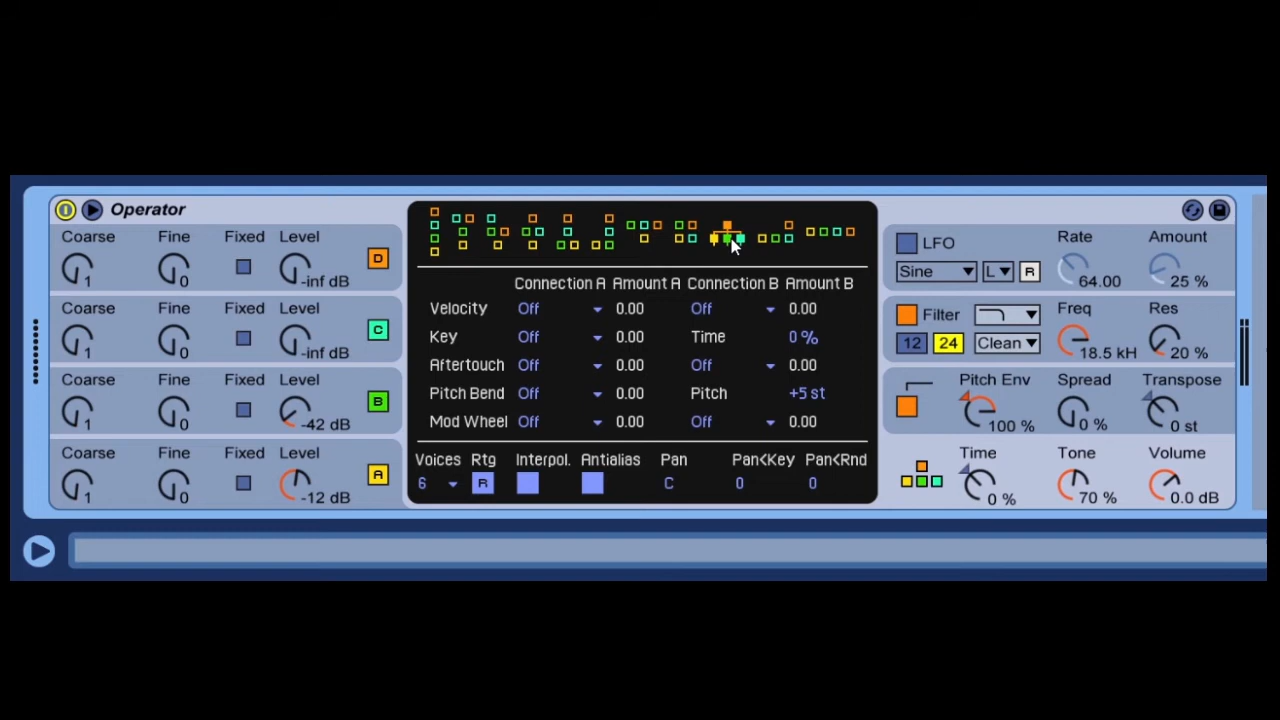 Operator
Coarse Fine Fixed Level
1 0 -inf dB D
Coarse Fine Fixed Level
1 0 -inf dB C
Coarse Fine Fixed Level
1 0 -42 dB B
Coarse Fine Fixed Level
1 0 -12 dB A
Connection A Amount A Connection B Amount B
Velocity Off 0.00 Off 0.00
Key Off 0.00 Time 0 %
Aftertouch Off 0.00 Off 0.00
Pitch Bend Off 0.00 Pitch +5 st
Mod Wheel Off 0.00 Off 0.00
Voices Rtg Interpol. Antialias Pan Pan<Key Pan<Rnd
6 R C 0 0
LFO Rate Amount
Sine L R 64.00 25 %
Filter Freq Res
12 24 Clean 18.5 kH 20 %
Pitch Env Spread Transpose
100 % 0 % 0 st
Time Tone Volume
0 % 70 % 0.0 dB